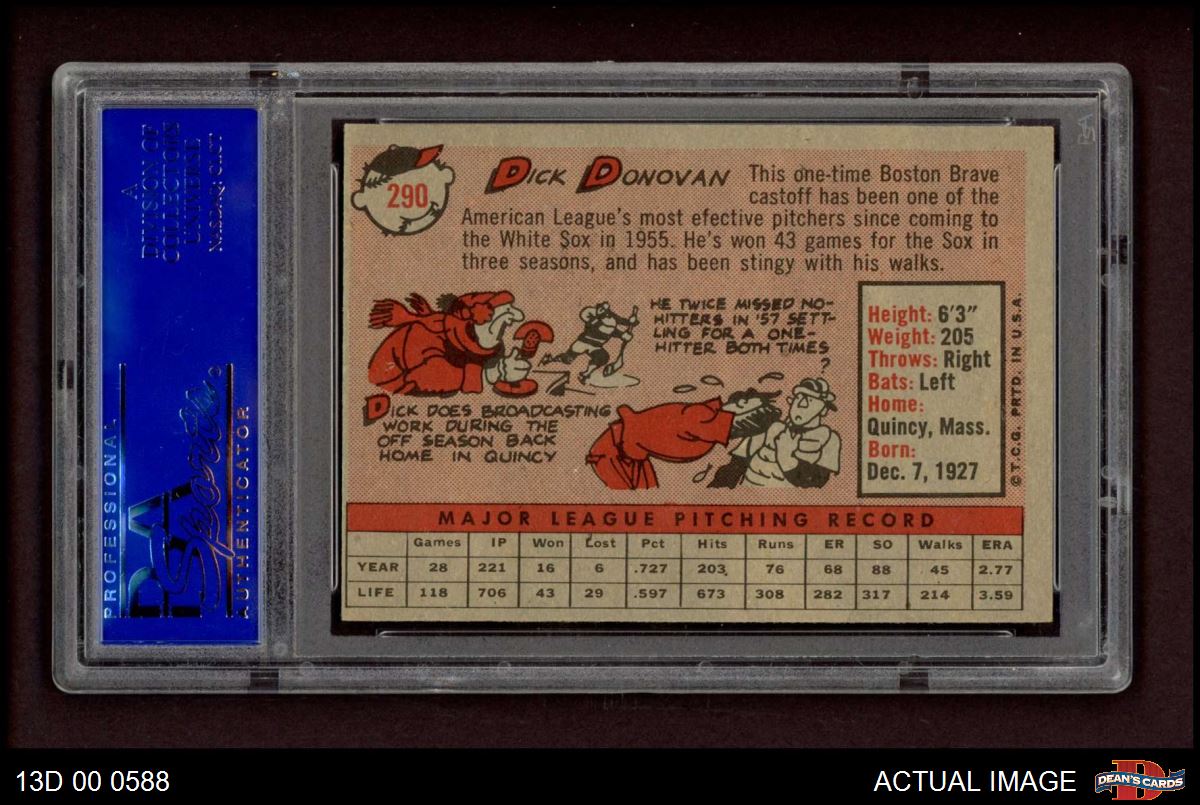 A
DIVISION OF
COLLECTORS
UNIVERSE
NASDAQ: CLCT
PROFESSIONAL
PSA
Sports
AUTHENTICATOR
290
DICK DONOVAN
This one-time Boston Brave
castoff has been one of the
American League's most efective pitchers since coming to
the White Sox in 1955. He's won 43 games for the Sox in
three seasons, and has been stingy with his walks.
HE TWICE MISSED NO-
HITTERS IN '57 SETT-
LING FOR A ONE-
HITTER BOTH TIMES
?
DICK DOES BROADCASTING
WORK DURING THE
OFF SEASON BACK
HOME IN QUINCY
Height: 6'3"
Weight: 205
Throws: Right
Bats: Left
Home:
Quincy, Mass.
Born:
Dec. 7, 1927
© T.C.G. PRTD. IN U.S.A.
MAJOR LEAGUE PITCHING RECORD
Games IP Won Lost Pct Hits Runs ER SO Walks ERA
YEAR 28 221 16 6 .727 203 76 68 88 45 2.77
LIFE 118 706 43 29 .597 673 308 282 317 214 3.59
13D 00 0588
ACTUAL IMAGE
DEAN'S CARDS